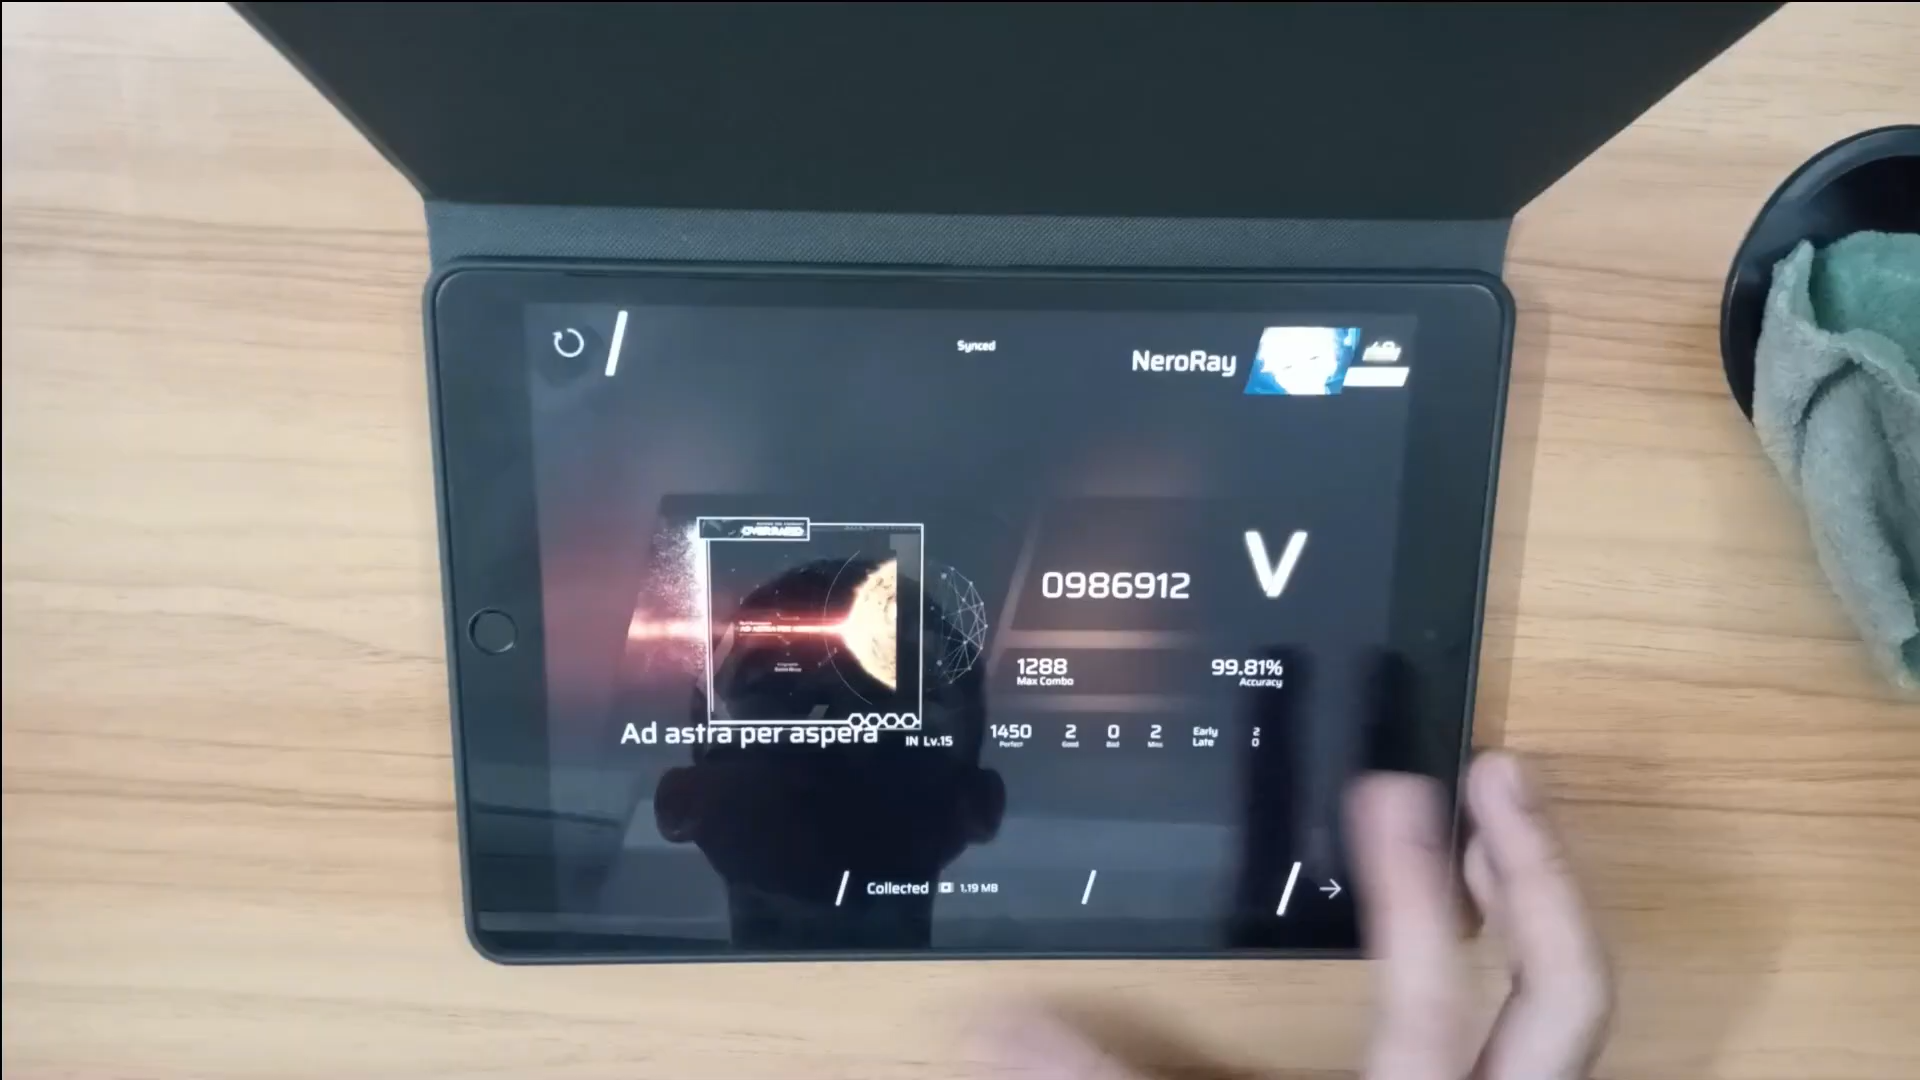 Synced
NeroRay
OVERRATED
0986912
V
1288
Max Combo
99.81%
Accuracy
Ad astra per aspera
IN Lv.15
1450
Perfect
2
Good
0
Bad
2
Miss
Early 2
Late 0
Collected 1.19 MB